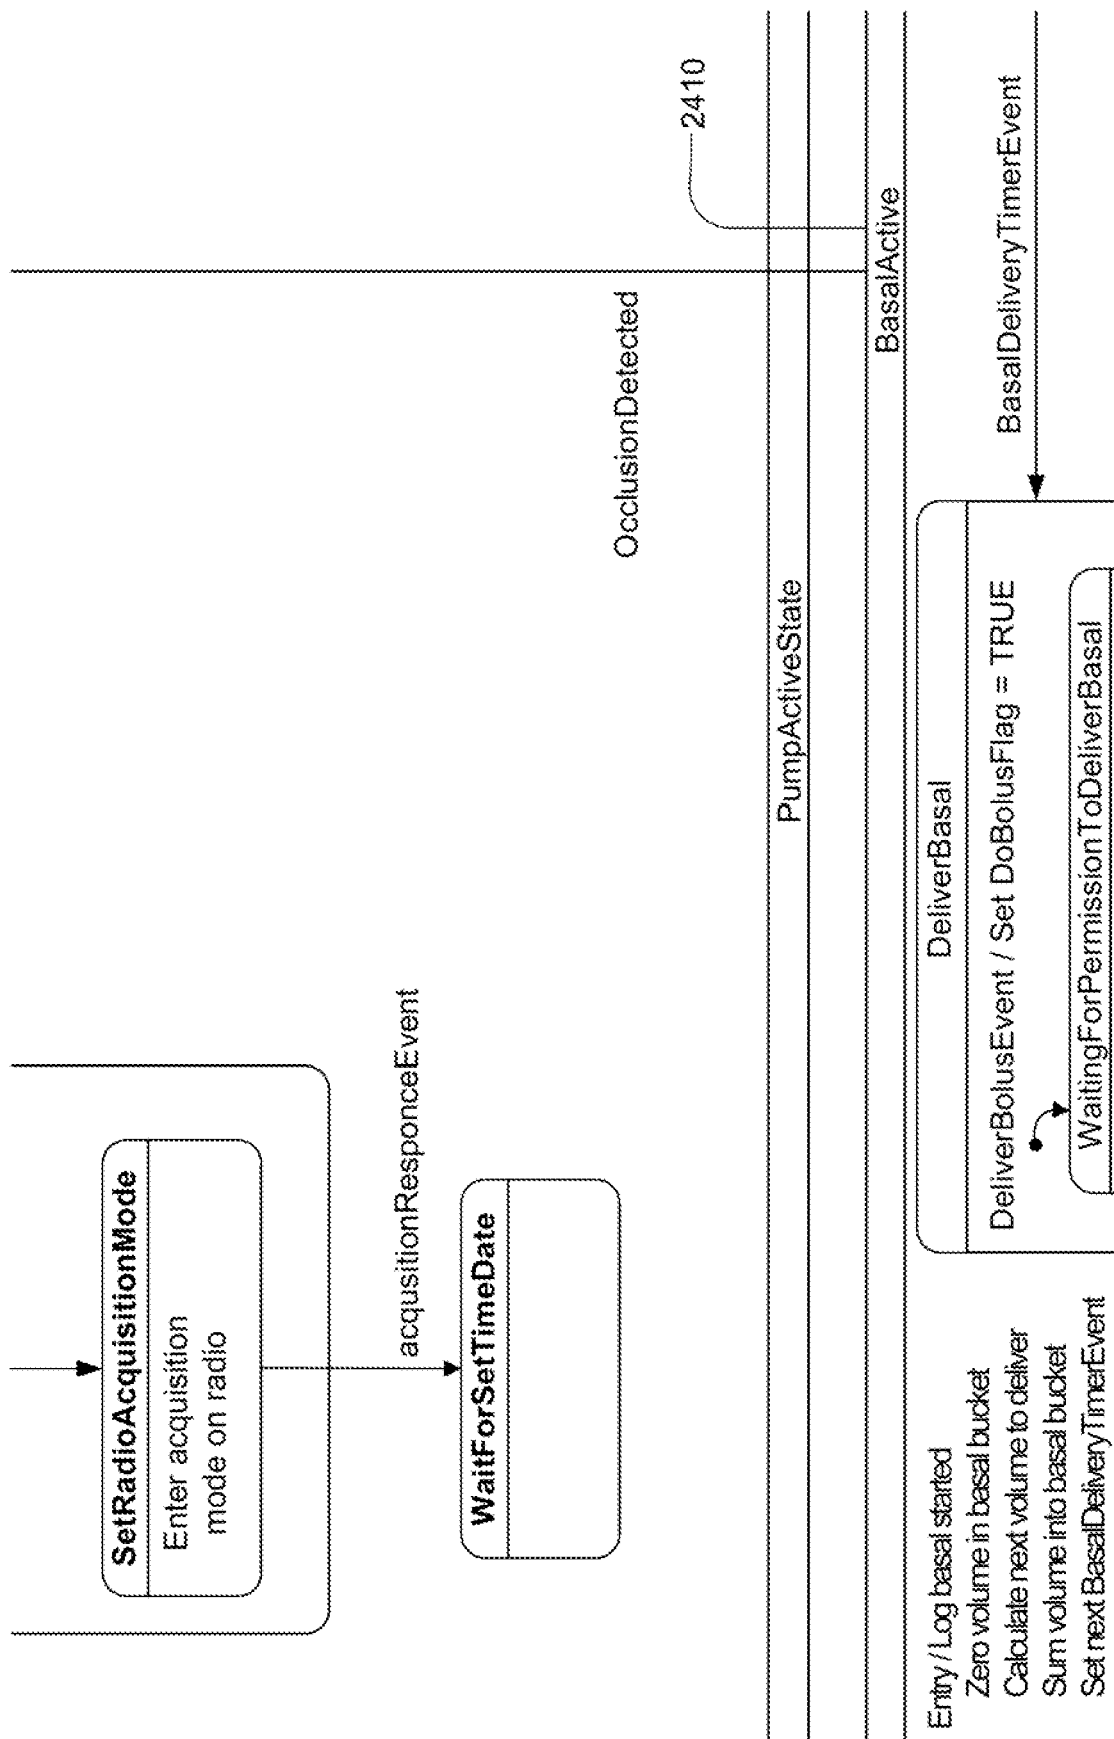 SetRadioAcquisitionMode
Enter acquisition
mode on radio
acqusitionResponceEvent
WaitForSetTimeDate
OcclusionDetected
2410
PumpActiveState
BasalActive
Entry / Log basal started
Zero volume in basal bucket
Calculate next volume to deliver
Sum volume into basal bucket
Set next BasalDeliveryTimerEvent
DeliverBasal
DeliverBolusEvent / Set DoBolusFlag = TRUE
WaitingForPermissionToDeliverBasal
BasalDeliveryTimerEvent